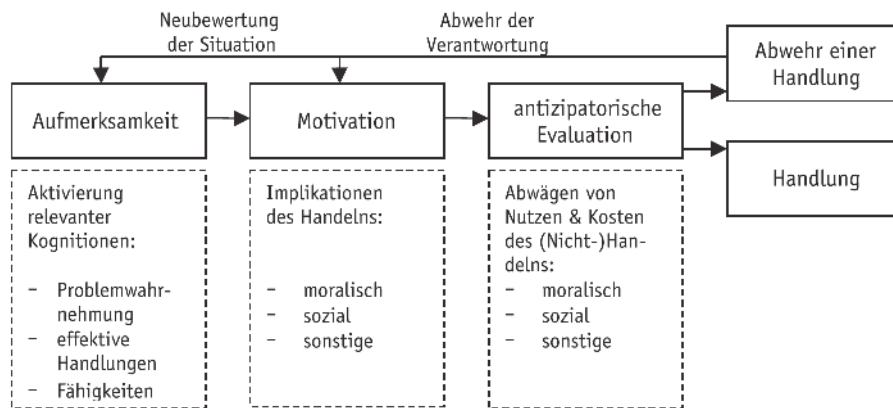 Neubewertung
der Situation
Abwehr der
Verantwortung
Abwehr einer
Handlung
Aufmerksamkeit
Motivation
antizipatorische
Evaluation
Handlung
Aktivierung
relevanter
Kognitionen:
- Problemwahr-
nehmung
- effektive
Handlungen
- Fähigkeiten
Implikationen
des Handelns:
- moralisch
- sozial
- sonstige
Abwägen von
Nutzen & Kosten
des (Nicht-)Han-
delns:
- moralisch
- sozial
- sonstige